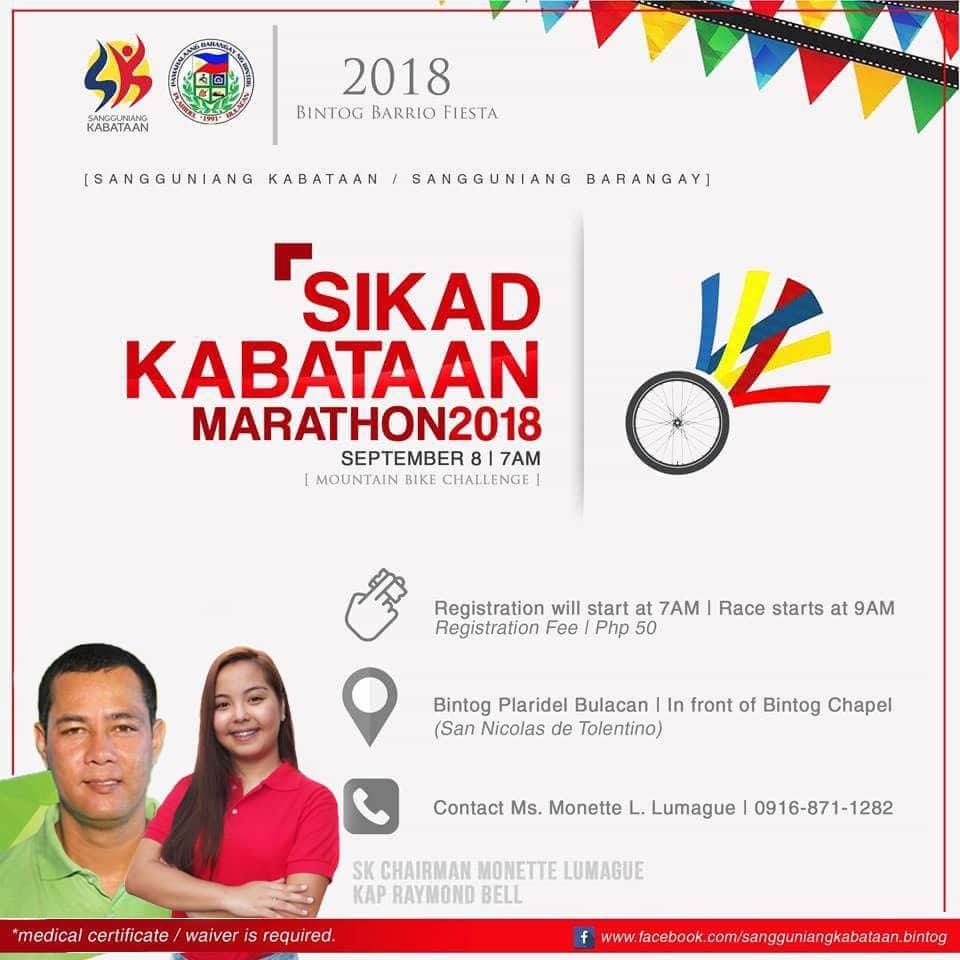 SANGGUNIANG
KABATAAN
PAMAHALAANG BARANGAY NG BINTOG
PLARIDEL BULACAN
1991
2018
BINTOG BARRIO FIESTA
[SANGGUNIANG KABATAAN / SANGGUNIANG BARANGAY]
SIKAD
KABATAAN
MARATHON2018
SEPTEMBER 8 | 7AM
[ MOUNTAIN BIKE CHALLENGE ]
Registration will start at 7AM | Race starts at 9AM
Registration Fee | Php 50
Bintog Plaridel Bulacan | In front of Bintog Chapel
(San Nicolas de Tolentino)
Contact Ms. Monette L. Lumague | 0916-871-1282
SK CHAIRMAN MONETTE LUMAGUE
KAP RAYMOND BELL
*medical certificate / waiver is required.
f www.facebook.com/sangguniangkabataan.bintog